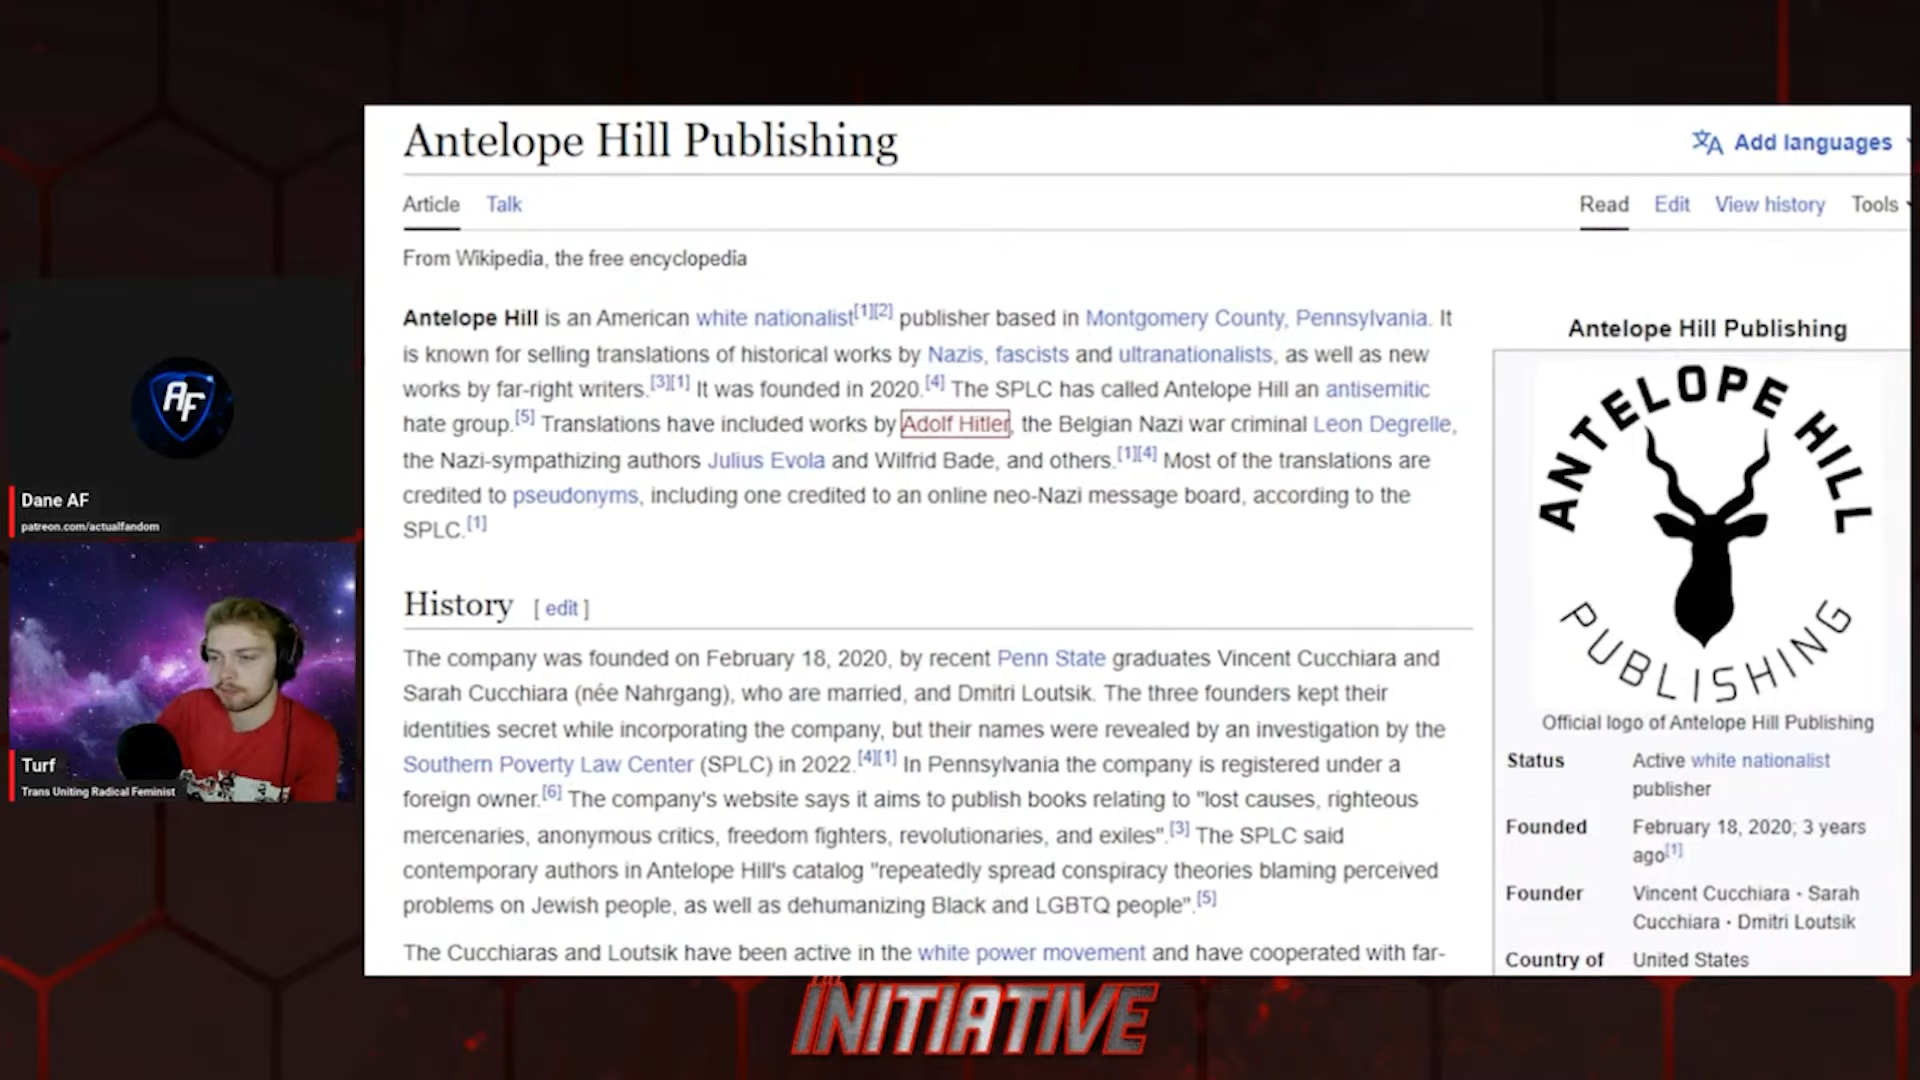 Antelope Hill Publishing
Add languages
Article Talk
Read Edit View history Tools
From Wikipedia, the free encyclopedia
Antelope Hill is an American white nationalist[1][2] publisher based in Montgomery County, Pennsylvania. It
is known for selling translations of historical works by Nazis, fascists and ultranationalists, as well as new
works by far-right writers.[3][1] It was founded in 2020.[4] The SPLC has called Antelope Hill an antisemitic
hate group.[5] Translations have included works by Adolf Hitler, the Belgian Nazi war criminal Leon Degrelle,
the Nazi-sympathizing authors Julius Evola and Wilfrid Bade, and others.[1][4] Most of the translations are
credited to pseudonyms, including one credited to an online neo-Nazi message board, according to the
SPLC.[1]
History [ edit ]
The company was founded on February 18, 2020, by recent Penn State graduates Vincent Cucchiara and
Sarah Cucchiara (née Nahrgang), who are married, and Dmitri Loutsik. The three founders kept their
identities secret while incorporating the company, but their names were revealed by an investigation by the
Southern Poverty Law Center (SPLC) in 2022.[4][1] In Pennsylvania the company is registered under a
foreign owner.[6] The company's website says it aims to publish books relating to "lost causes, righteous
mercenaries, anonymous critics, freedom fighters, revolutionaries, and exiles".[3] The SPLC said
contemporary authors in Antelope Hill's catalog "repeatedly spread conspiracy theories blaming perceived
problems on Jewish people, as well as dehumanizing Black and LGBTQ people".[5]
The Cucchiaras and Loutsik have been active in the white power movement and have cooperated with far-
Antelope Hill Publishing
ANTELOPE HILL
PUBLISHING
Official logo of Antelope Hill Publishing
Status Active white nationalist
publisher
Founded February 18, 2020; 3 years
ago[1]
Founder Vincent Cucchiara · Sarah
Cucchiara · Dmitri Loutsik
Country of United States
AF
Dane AF
patreon.com/actualfandom
Turf
Trans Uniting Radical Feminist
THE
INITIATIVE